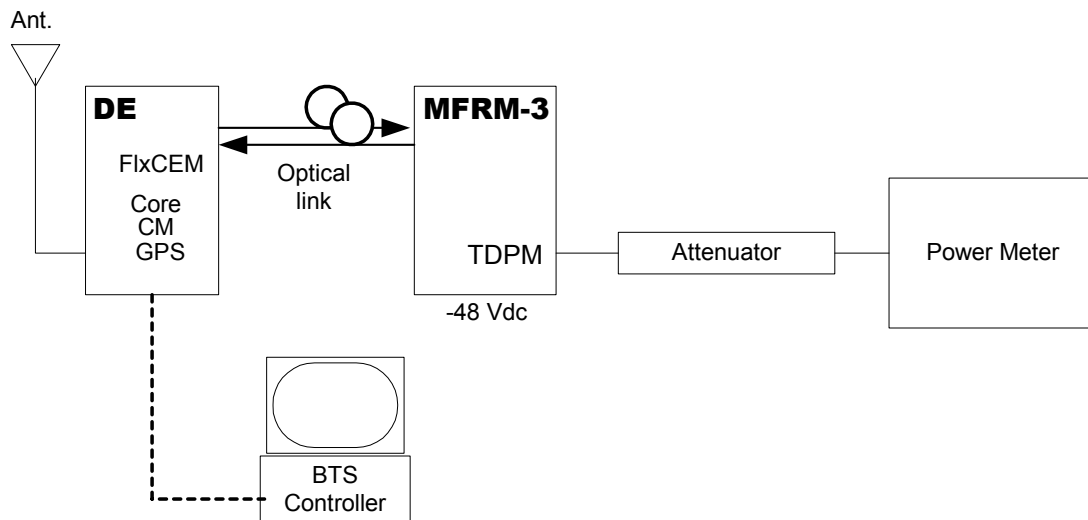 Ant.
DE
FlxCEM
Core
CM
GPS
Optical
link
MFRM-3
TDPM
-48 Vdc
Attenuator
Power Meter
BTS
Controller